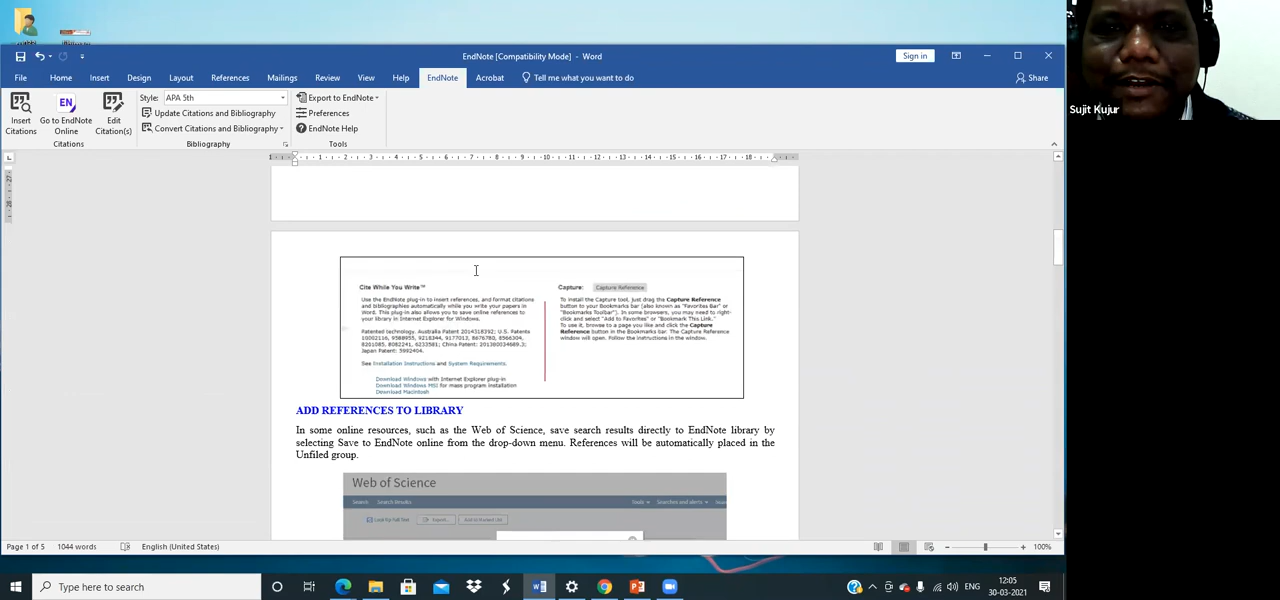 EndNote [Compatibility Mode] - Word
Sign in
Sujit Kujur
File Home Insert Design Layout References Mailings Review View Help EndNote Acrobat Tell me what you want to do Share
Insert Citations
Go to EndNote Online
Edit Citation(s)
Citations
Style: APA 5th
Update Citations and Bibliography
Convert Citations and Bibliography
Bibliography
Export to EndNote
Preferences
EndNote Help
Tools
Cite While You Write™
Use the EndNote plug-in to insert references, and format citations
and bibliographies automatically while you write your papers in
Word. This plug-in also allows you to save online references to
your library in Internet Explorer for Windows.
Patented technology. Australia Patent 2014318392; U.S. Patents
10002116, 9588955, 9218344, 9177013, 8676780, 8566304,
8201085, 8082241, 6233581; China Patent:
Japan Patent: 5992404.
See Installation Instructions and System Requirements.
Download Windows with Internet Explorer plug-in
Download Windows MSI for mass program installation
Download Macintosh
Capture: Capture Reference
To install the Capture tool, just drag the Capture Reference
button to your Bookmarks bar (also known as "Favorites Bar" or
"Bookmarks Toolbar"). In some browsers, you may need to right-
click and select "Add to Favorites" or "Bookmark This Link."
To use it, browse to a page you like and click the Capture
Reference button in the Bookmarks bar. The Capture Reference
window will open. Follow the instructions in the window.
ADD REFERENCES TO LIBRARY
In some online resources, such as the Web of Science, save search results directly to EndNote library by
selecting Save to EndNote online from the drop-down menu. References will be automatically placed in the
Unfiled group.
Web of Science
Search Search Results Tools Searches and alerts
Look Up Full Text Export... Add to Marked List
Page 1 of 5 1044 words English (United States) 100%
Type here to search
ENG
12:05
30-03-2021